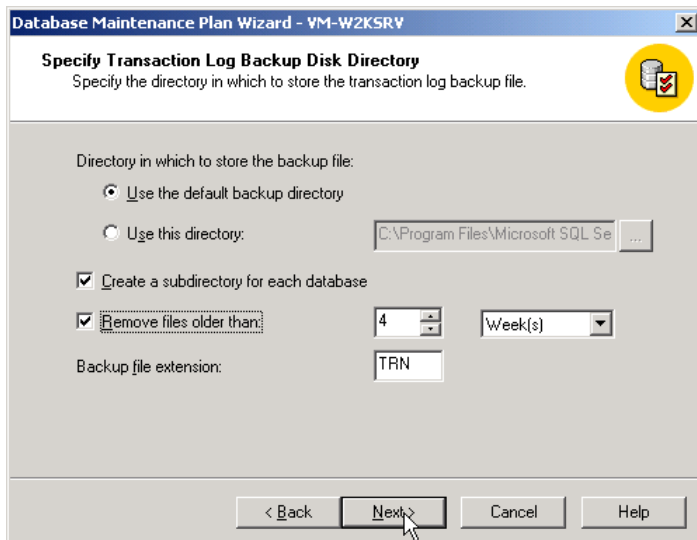 Database Maintenance Plan Wizard - VM-W2KSRV
Specify Transaction Log Backup Disk Directory
Specify the directory in which to store the transaction log backup file.
Directory in which to store the backup file:
Use the default backup directory
Use this directory:
C:\Program Files\Microsoft SQL Se
...
Create a subdirectory for each database
Remove files older than:
4
Week(s)
Backup file extension:
TRN
< Back
Next >
Cancel
Help